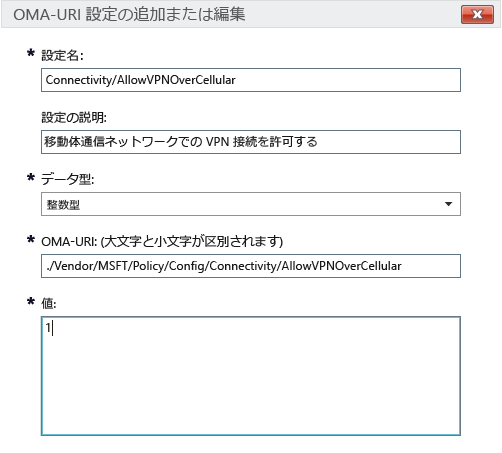 OMA-URI 設定の追加または編集
* 設定名:
Connectivity/AllowVPNOverCellular
設定の説明:
移動体通信ネットワークでの VPN 接続を許可する
* データ型:
整数型
* OMA-URI: (大文字と小文字が区別されます)
./Vendor/MSFT/Policy/Config/Connectivity/AllowVPNOverCellular
* 値:
1